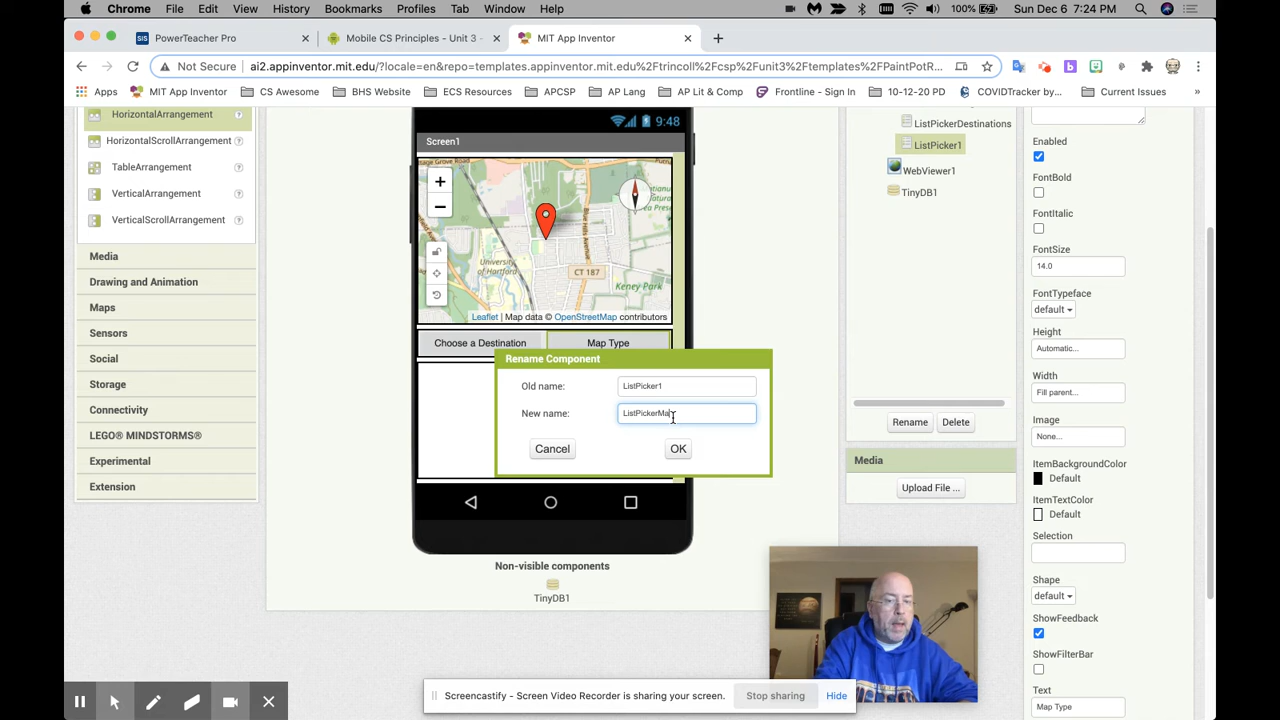 Chrome File Edit View History Bookmarks Profiles Tab Window Help 100% Sun Dec 6 7:24 PM
PowerTeacher Pro × Mobile CS Principles - Unit 3 - × MIT App Inventor × +
Not Secure ai2.appinventor.mit.edu/?locale=en&repo=templates.appinventor.mit.edu%2Ftrincoll%2Fcsp%2Funit3%2Ftemplates%2FPaintPotR...
Apps MIT App Inventor CS Awesome BHS Website ECS Resources APCSP AP Lang AP Lit & Comp Frontline - Sign In 10-12-20 PD COVIDTracker by... Current Issues »
HorizontalArrangement ?
HorizontalScrollArrangement ?
TableArrangement ?
VerticalArrangement ?
VerticalScrollArrangement ?
Media
Drawing and Animation
Maps
Sensors
Social
Storage
Connectivity
LEGO® MINDSTORMS®
Experimental
Extension
9:48
Screen1
+
−
University of
Hartford
CT 187
Blue Hills Avenue
Keney Park
Leaflet | Map data © OpenStreetMap contributors
Choose a Destination Map Type
Rename Component
Old name: ListPicker1
New name: ListPickerMa
Cancel OK
Non-visible components
TinyDB1
ListPickerDestinations
ListPicker1
WebViewer1
TinyDB1
Rename Delete
Media
Upload File ...
Enabled
FontBold
FontItalic
FontSize
14.0
FontTypeface
default
Height
Automatic...
Width
Fill parent...
Image
None...
ItemBackgroundColor
Default
ItemTextColor
Default
Selection
Shape
default
ShowFeedback
ShowFilterBar
Text
Map Type
Screencastify - Screen Video Recorder is sharing your screen. Stop sharing Hide